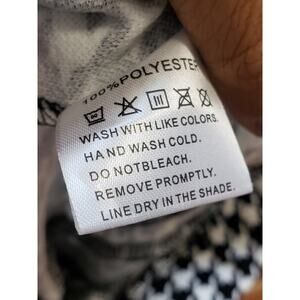 100%POLYESTER
WASH WITH LIKE COLORS.
HAND WASH COLD.
DO NOTBLEACH.
REMOVE PROMPTLY.
LINE DRY IN THE SHADE.